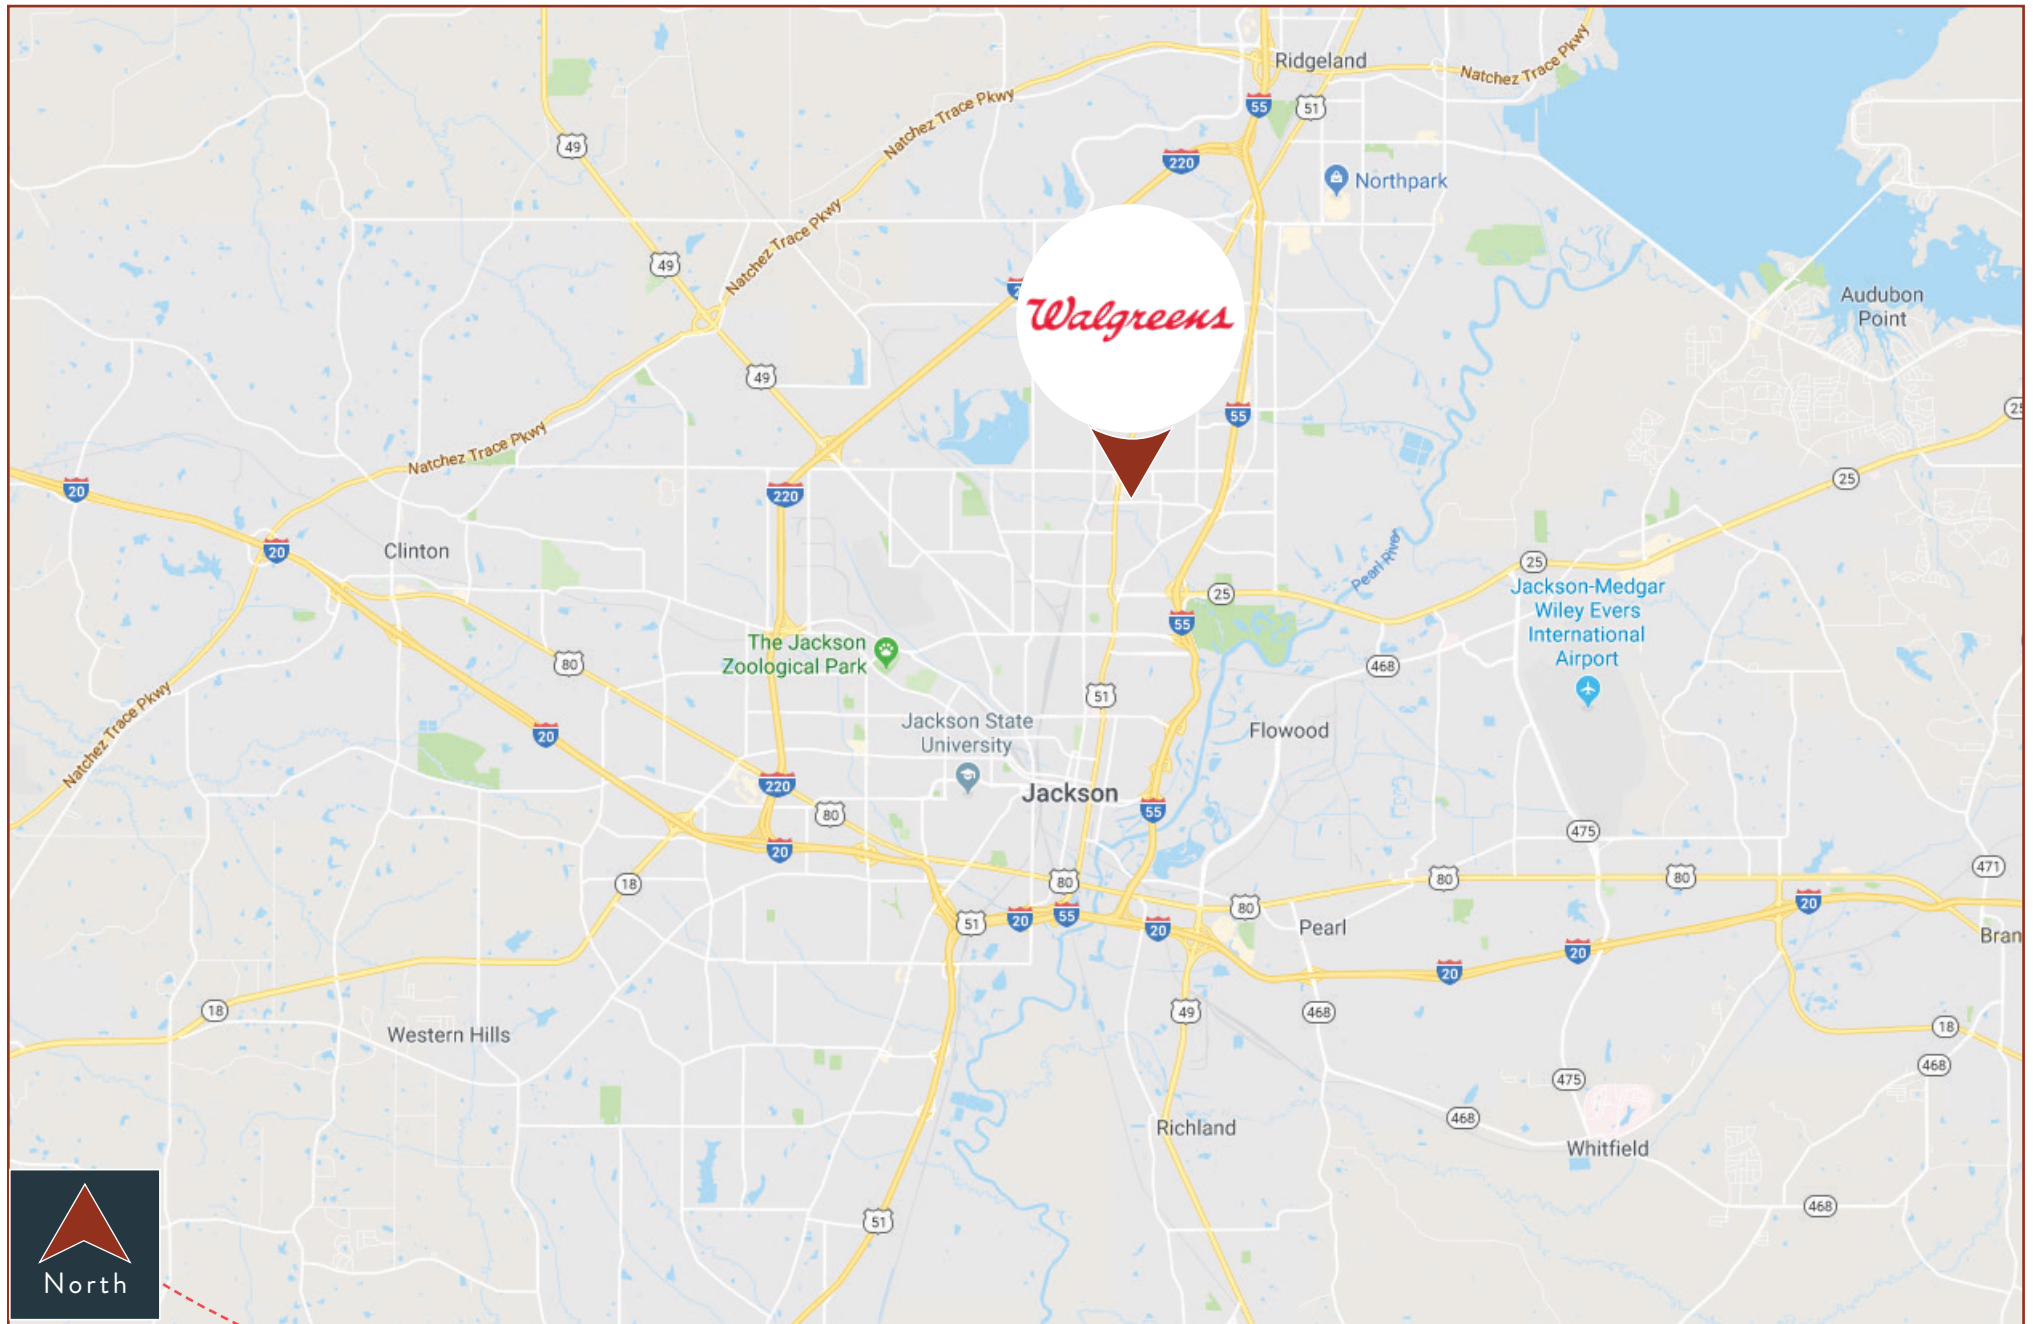 Ridgeland
Natchez Trace Pkwy
Natchez Trace Pkwy
55
51
49
220
Northpark
Natchez Trace Pkwy
49
Walgreens
Audubon
Point
49
55
25
Natchez Trace Pkwy
20
220
25
20
Clinton
25
Pearl River
25
Jackson-Medgar
Wiley Evers
International
Airport
55
The Jackson
Zoological Park
80
468
Natchez Trace Pkwy
51
Jackson State
University
Flowood
20
220
Jackson
80
55
475
20
471
18
80
80
80
20
80
51
20
55
20
Pearl
Bran
20
20
18
49
468
18
Western Hills
468
475
468
Richland
Whitfield
468
51
North